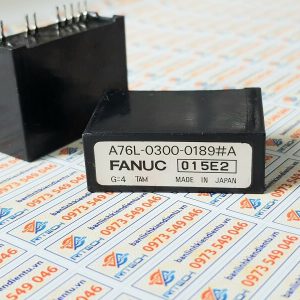 A76L-0300-0189#A
FANUC 015E2
G=4 TAM MADE IN JAPAN
banlinhkiendientu.vn
0973 549 046